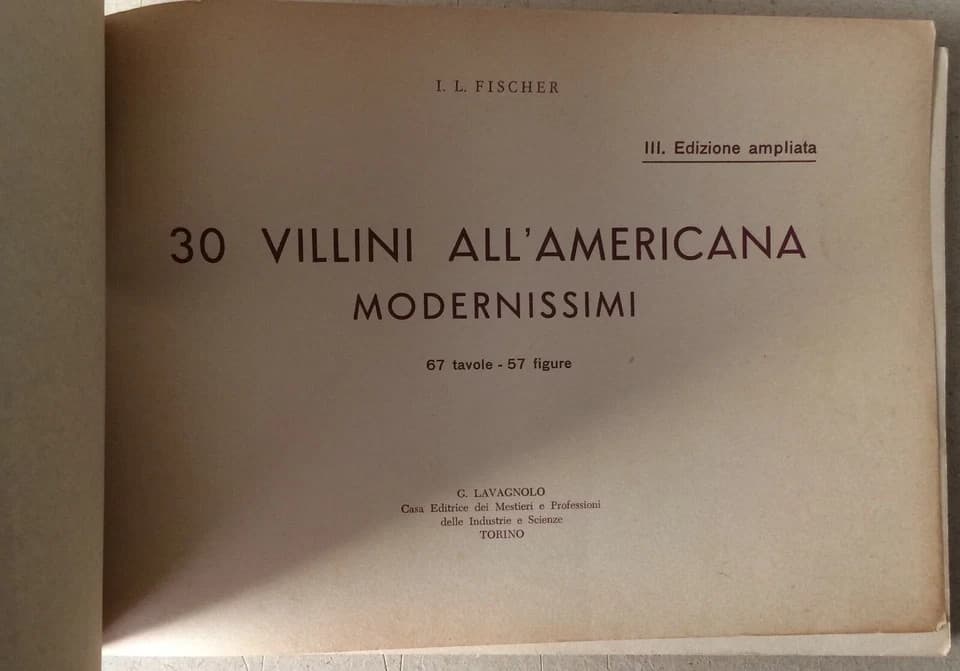 I. L. FISCHER
III. Edizione ampliata
30 VILLINI ALL'AMERICANA
MODERNISSIMI
67 tavole - 57 figure
G. LAVAGNOLO
Casa Editrice dei Mestieri e Professioni
delle Industrie e Scienze
TORINO